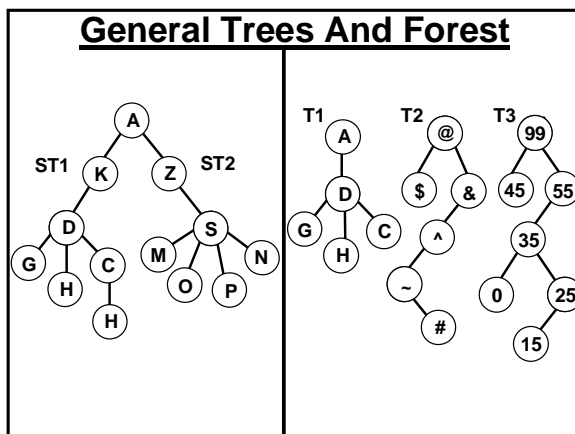 General Trees And Forest
T1 T2 T3
A
A @ 99
ST1 K Z ST2
D $ & 45 55
D S
G H C
G H C M O P N
^ 35
~ 0 25
H # 15